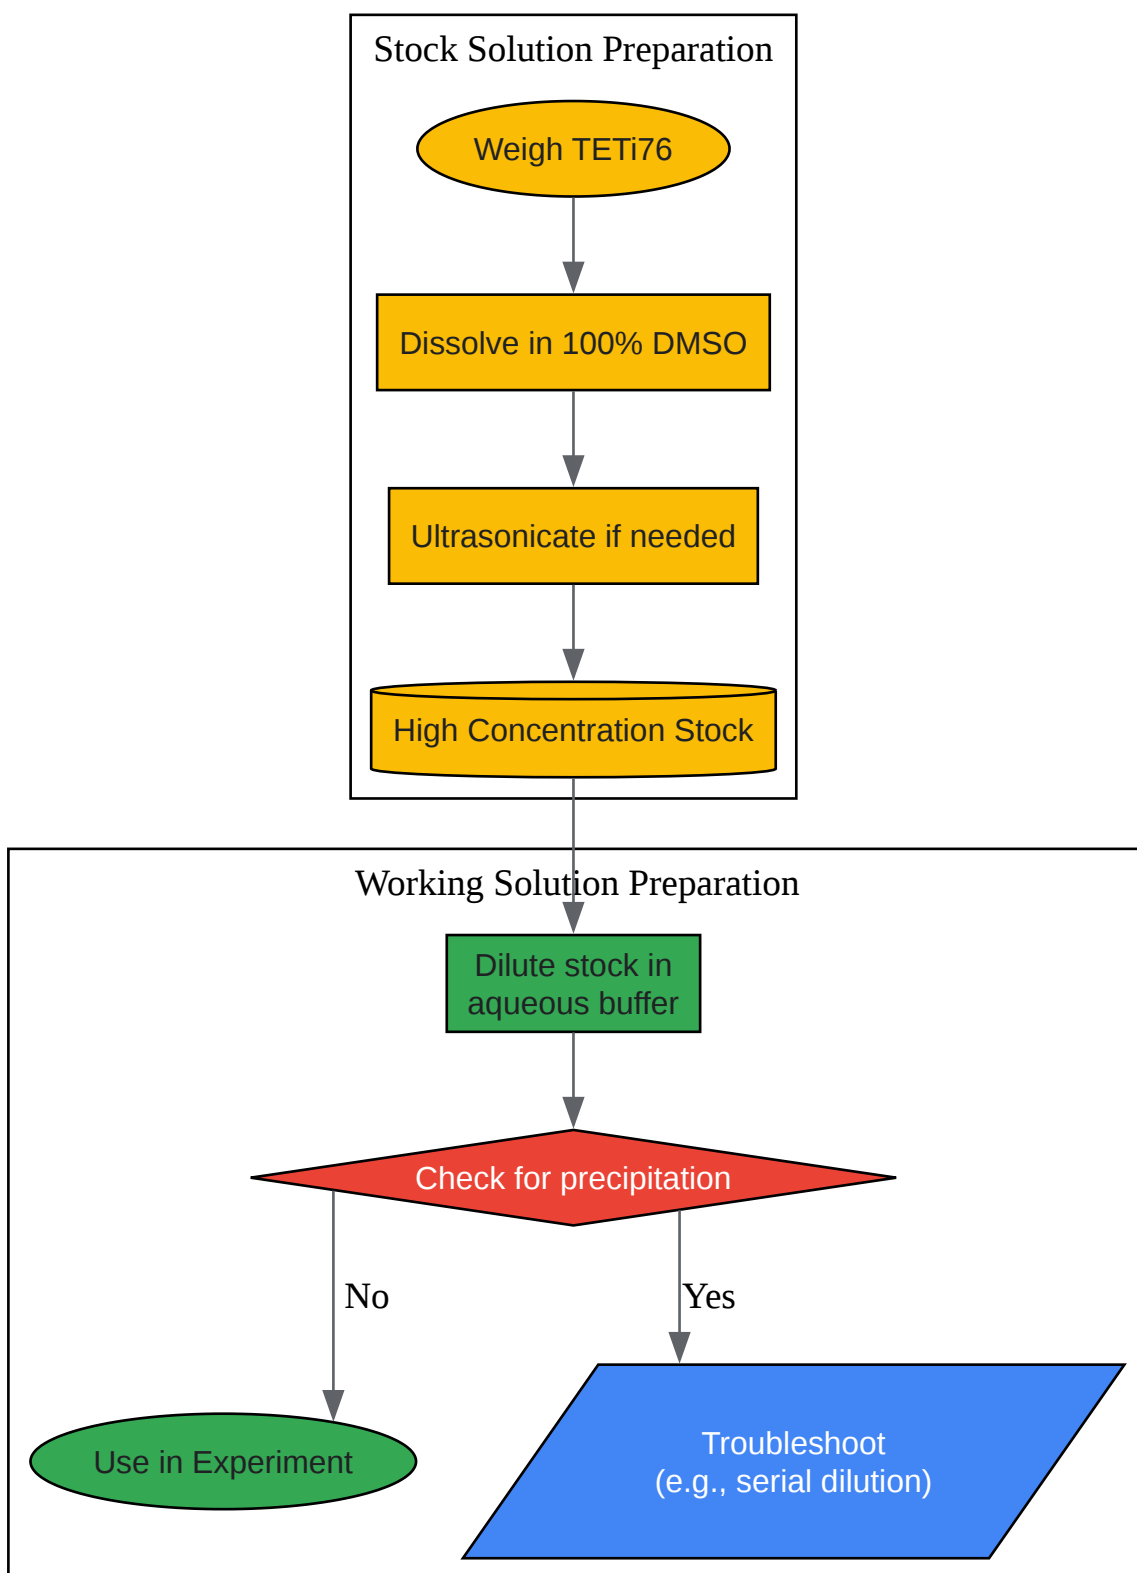 Stock Solution Preparation
Weigh TETi76
Dissolve in 100% DMSO
Ultrasonicate if needed
High Concentration Stock
Working Solution Preparation
Dilute stock in
aqueous buffer
Check for precipitation
No
Yes
Use in Experiment
Troubleshoot
(e.g., serial dilution)